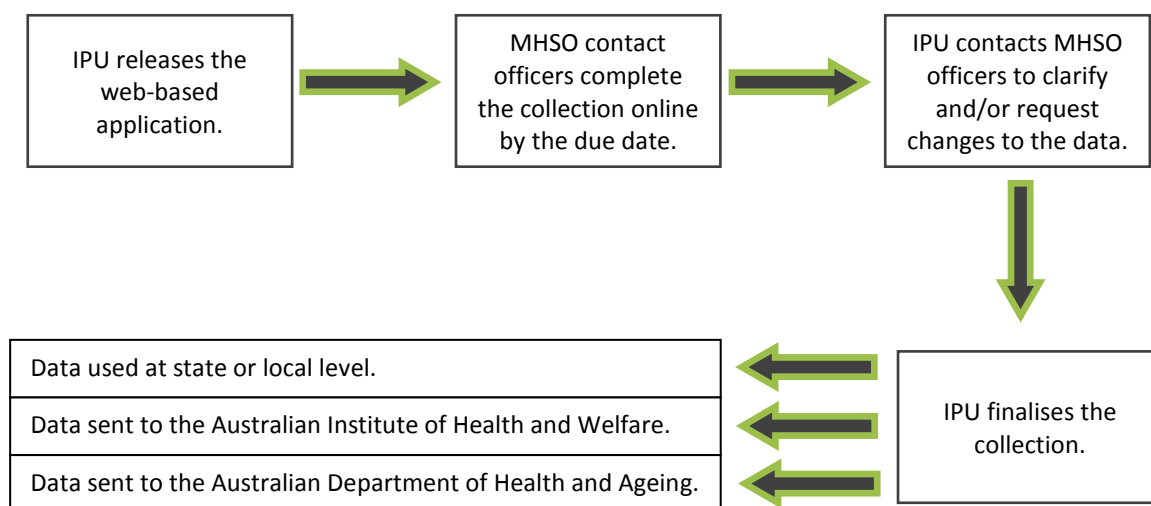 IPU releases the
web-based
application.
MHSO contact
officers complete
the collection online
by the due date.
IPU contacts MHSO
officers to clarify
and/or request
changes to the data.
IPU finalises the
collection.
Data used at state or local level.
Data sent to the Australian Institute of Health and Welfare.
Data sent to the Australian Department of Health and Ageing.